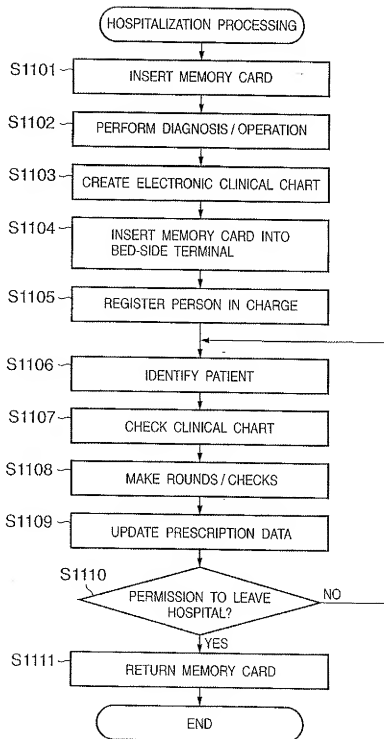 HOSPITALIZATION PROCESSING
S1101
INSERT MEMORY CARD
S1102
PERFORM DIAGNOSIS/OPERATION
S1103
CREATE ELECTRONIC CLINICAL CHART
S1104
INSERT MEMORY CARD INTO
BED-SIDE TERMINAL
S1105
REGISTER PERSON IN CHARGE
S1106
IDENTIFY PATIENT
S1107
CHECK CLINICAL CHART
S1108
MAKE ROUNDS/CHECKS
S1109
UPDATE PRESCRIPTION DATA
S1110
PERMISSION TO LEAVE
HOSPITAL?
NO
YES
S1111
RETURN MEMORY CARD
END